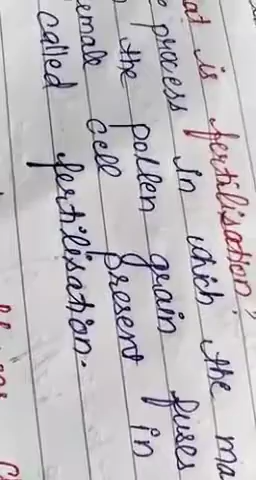 at is fertilisation?
e process in which the ma
the pollen grain fuses
emale cell present in
called fertilisation.